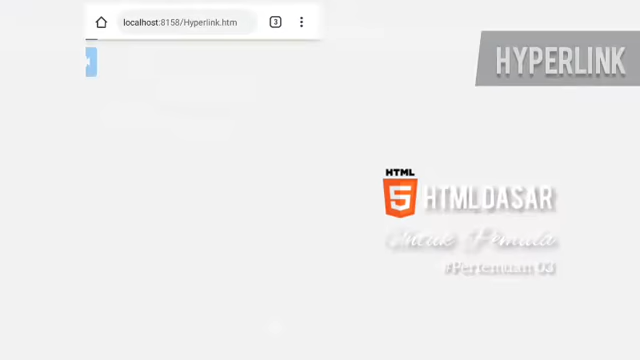 localhost:8158/Hyperlink.htm
3
HYPERLINK
HTML
5
HTML DASAR
Untuk Pemula
#Pertemuan 03